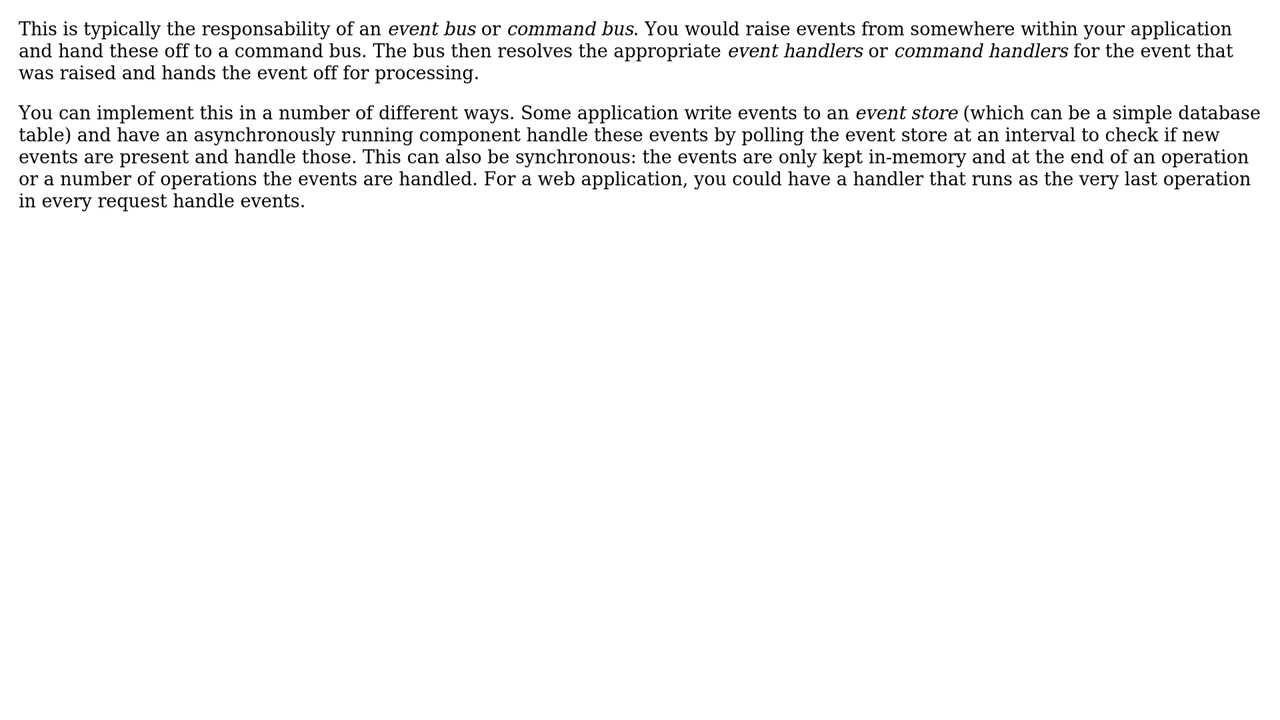 This is typically the responsability of an event bus or command bus. You would raise events from somewhere within your application
and hand these off to a command bus. The bus then resolves the appropriate event handlers or command handlers for the event that
was raised and hands the event off for processing.
You can implement this in a number of different ways. Some application write events to an event store (which can be a simple database
table) and have an asynchronously running component handle these events by polling the event store at an interval to check if new
events are present and handle those. This can also be synchronous: the events are only kept in-memory and at the end of an operation
or a number of operations the events are handled. For a web application, you could have a handler that runs as the very last operation
in every request handle events.